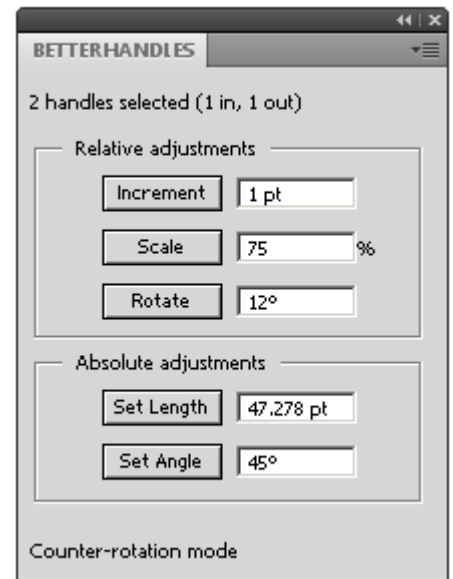 BETTERHANDLES
2 handles selected (1 in, 1 out)
Relative adjustments
Increment 1 pt
Scale 75 %
Rotate 12°
Absolute adjustments
Set Length 47.278 pt
Set Angle 45°
Counter-rotation mode